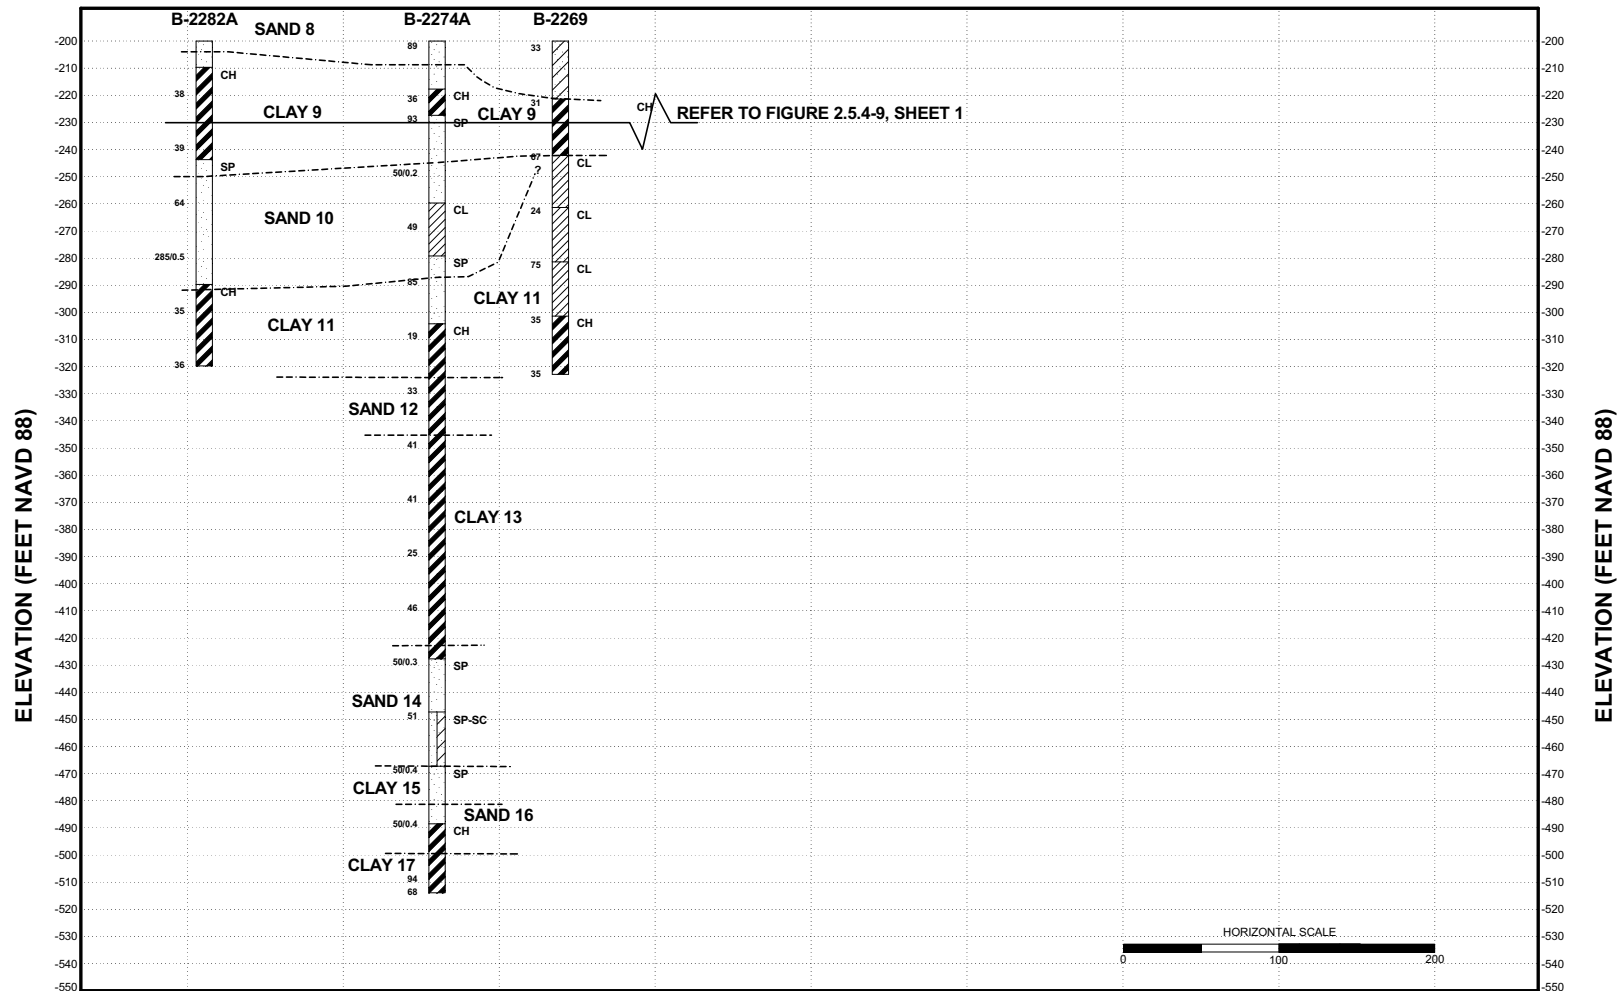 B-2282A B-2274A B-2269
SAND 8
-200 89 33 -200
-210 CH -210
-220 38 36 CH 31 CH -220
CLAY 9 CLAY 9 REFER TO FIGURE 2.5.4-9, SHEET 1
-230 93 SP -230
-240 39 67 CL -240
SP ?
-250 50/0.2 -250
-260 64 CL 24 CL -260
SAND 10
-270 49 -270
-280 285/0.5 SP 75 CL -280
-290 CH 85 -290
CLAY 11
-300 35 35 CH -300
CLAY 11
-310 19 CH -310
-320 36 35 -320
-330 33 -330
SAND 12
-340 -340
-350 41 -350
-360 -360
-370 41 -370
CLAY 13
-380 -380
-390 25 -390
-400 -400
-410 46 -410
-420 -420
-430 50/0.3 SP -430
-440 -440
SAND 14
-450 51 SP-SC -450
-460 -460
-470 50/0.4 SP -470
CLAY 15
-480 -480
SAND 16
-490 50/0.4 CH -490
-500 -500
CLAY 17
-510 94 -510
68
-520 -520
-530 -530
HORIZONTAL SCALE
0 100 200
-540 -540
-550 -550
ELEVATION (FEET NAVD 88)
ELEVATION (FEET NAVD 88)